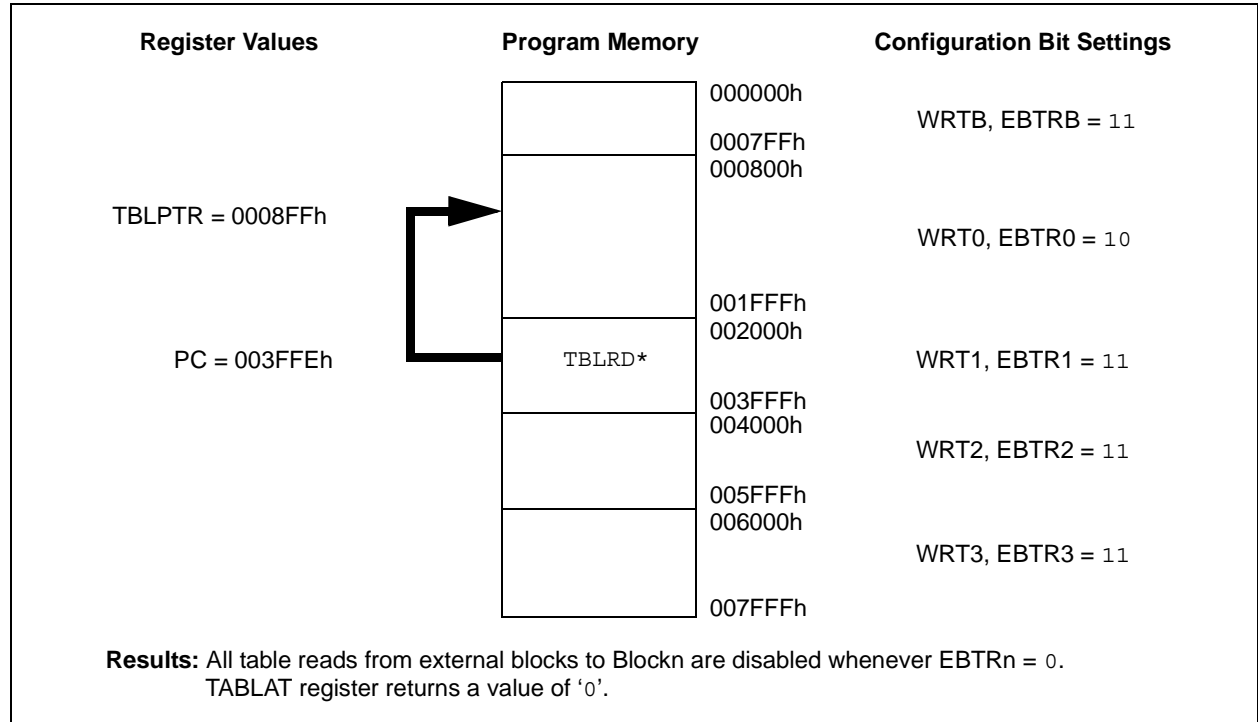 Register Values Program Memory Configuration Bit Settings
000000h
WRTB, EBTRB = 11
0007FFh
000800h
TBLPTR = 0008FFh
WRT0, EBTR0 = 10
001FFFh
002000h
PC = 003FFEh TBLRD* WRT1, EBTR1 = 11
003FFFh
004000h
WRT2, EBTR2 = 11
005FFFh
006000h
WRT3, EBTR3 = 11
007FFFh
Results: All table reads from external blocks to Blockn are disabled whenever EBTRn = 0.
TABLAT register returns a value of ‘0’.